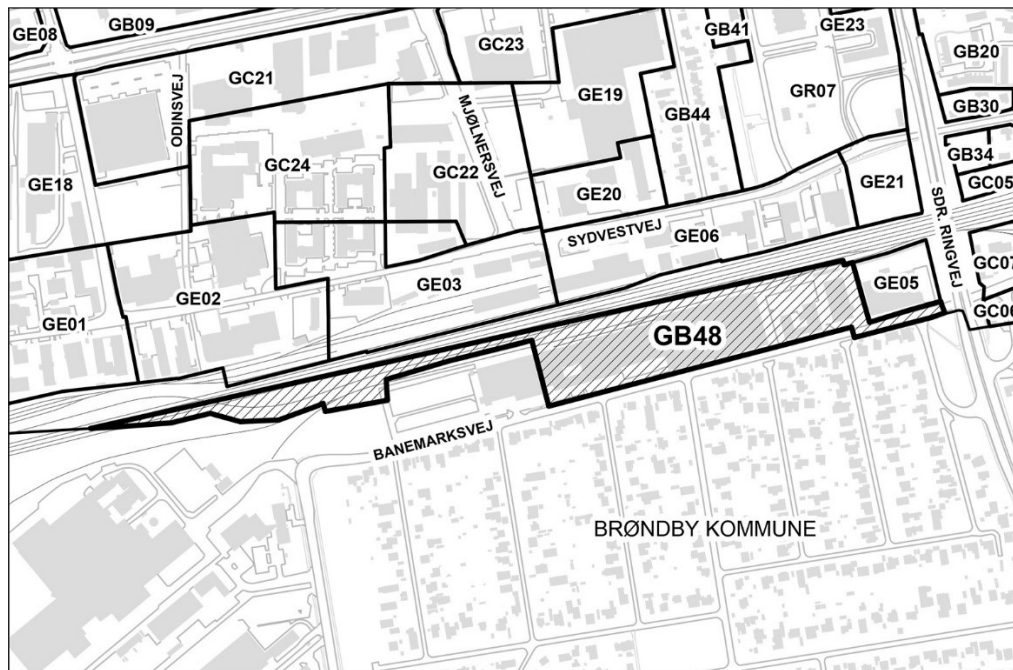 GE08
GB09
GC23
GB41
GE23
GB20
GC21
GE19
GR07
GB30
ODINSVEJ
MJØLNERSVEJ
GB44
GB34
GC24
GC22
GE18
GE20
GE21
GC05
SDR. RINGVEJ
SYDVESTVEJ
GE06
GC07
GE02
GE03
GE05
GC06
GE01
GB48
BANEMARKSVEJ
BRØNDBY KOMMUNE